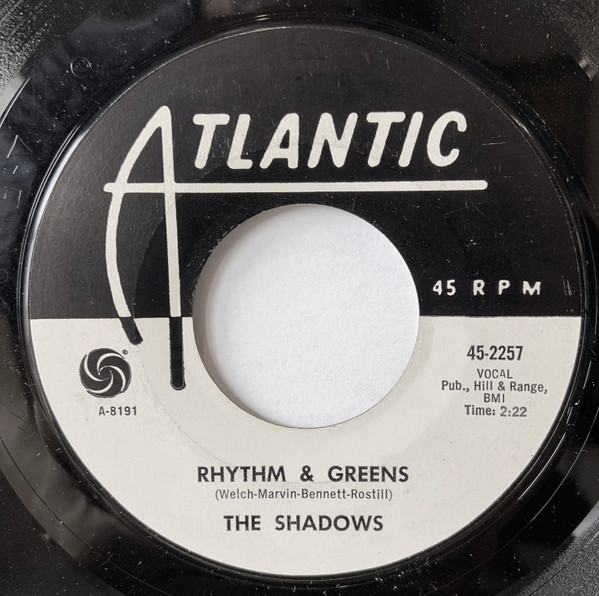 ATLANTIC
45 RPM
45-2257
VOCAL
Pub., Hill & Range,
BMI
Time: 2:22
®
A-8191
RHYTHM & GREENS
(Welch-Marvin-Bennett-Rostill)
THE SHADOWS